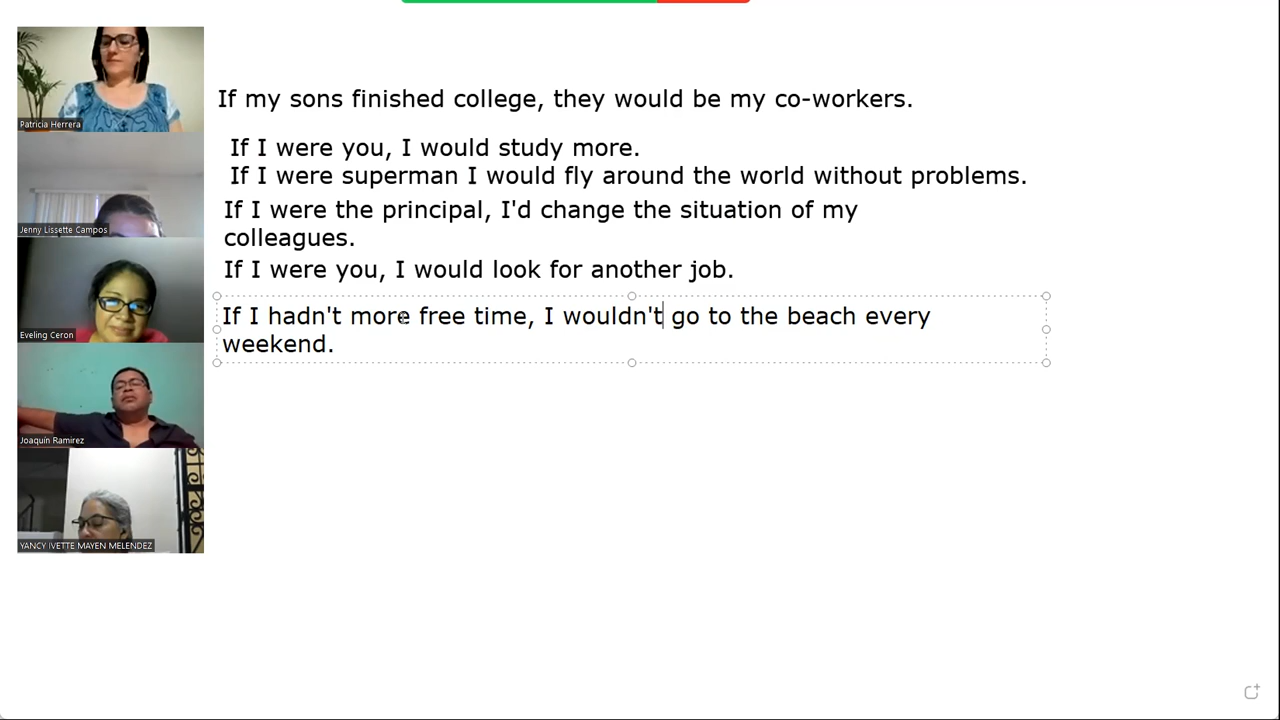 Patricia Herrera
Jenny Lissette Campos
Eveling Ceron
Joaquín Ramirez
YANCY IVETTE MAYEN MELENDEZ
If my sons finished college, they would be my co-workers.
If I were you, I would study more.
If I were superman I would fly around the world without problems.
If I were the principal, I'd change the situation of my
colleagues.
If I were you, I would look for another job.
If I hadn't more free time, I wouldn't go to the beach every
weekend.